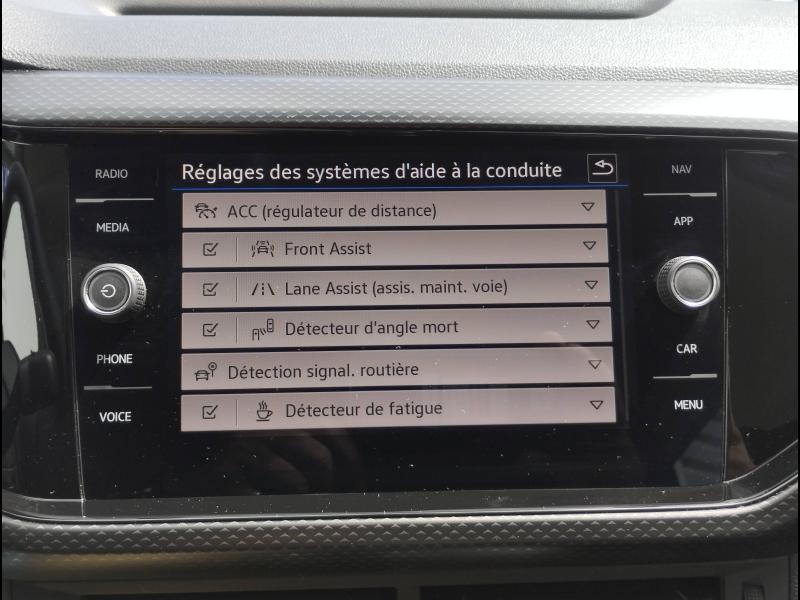 Réglages des systèmes d'aide à la conduite
ACC (régulateur de distance)
Front Assist
Lane Assist (assis. maint. voie)
Détecteur d'angle mort
Détection signal. routière
Détecteur de fatigue
RADIO
MEDIA
PHONE
VOICE
NAV
APP
CAR
MENU